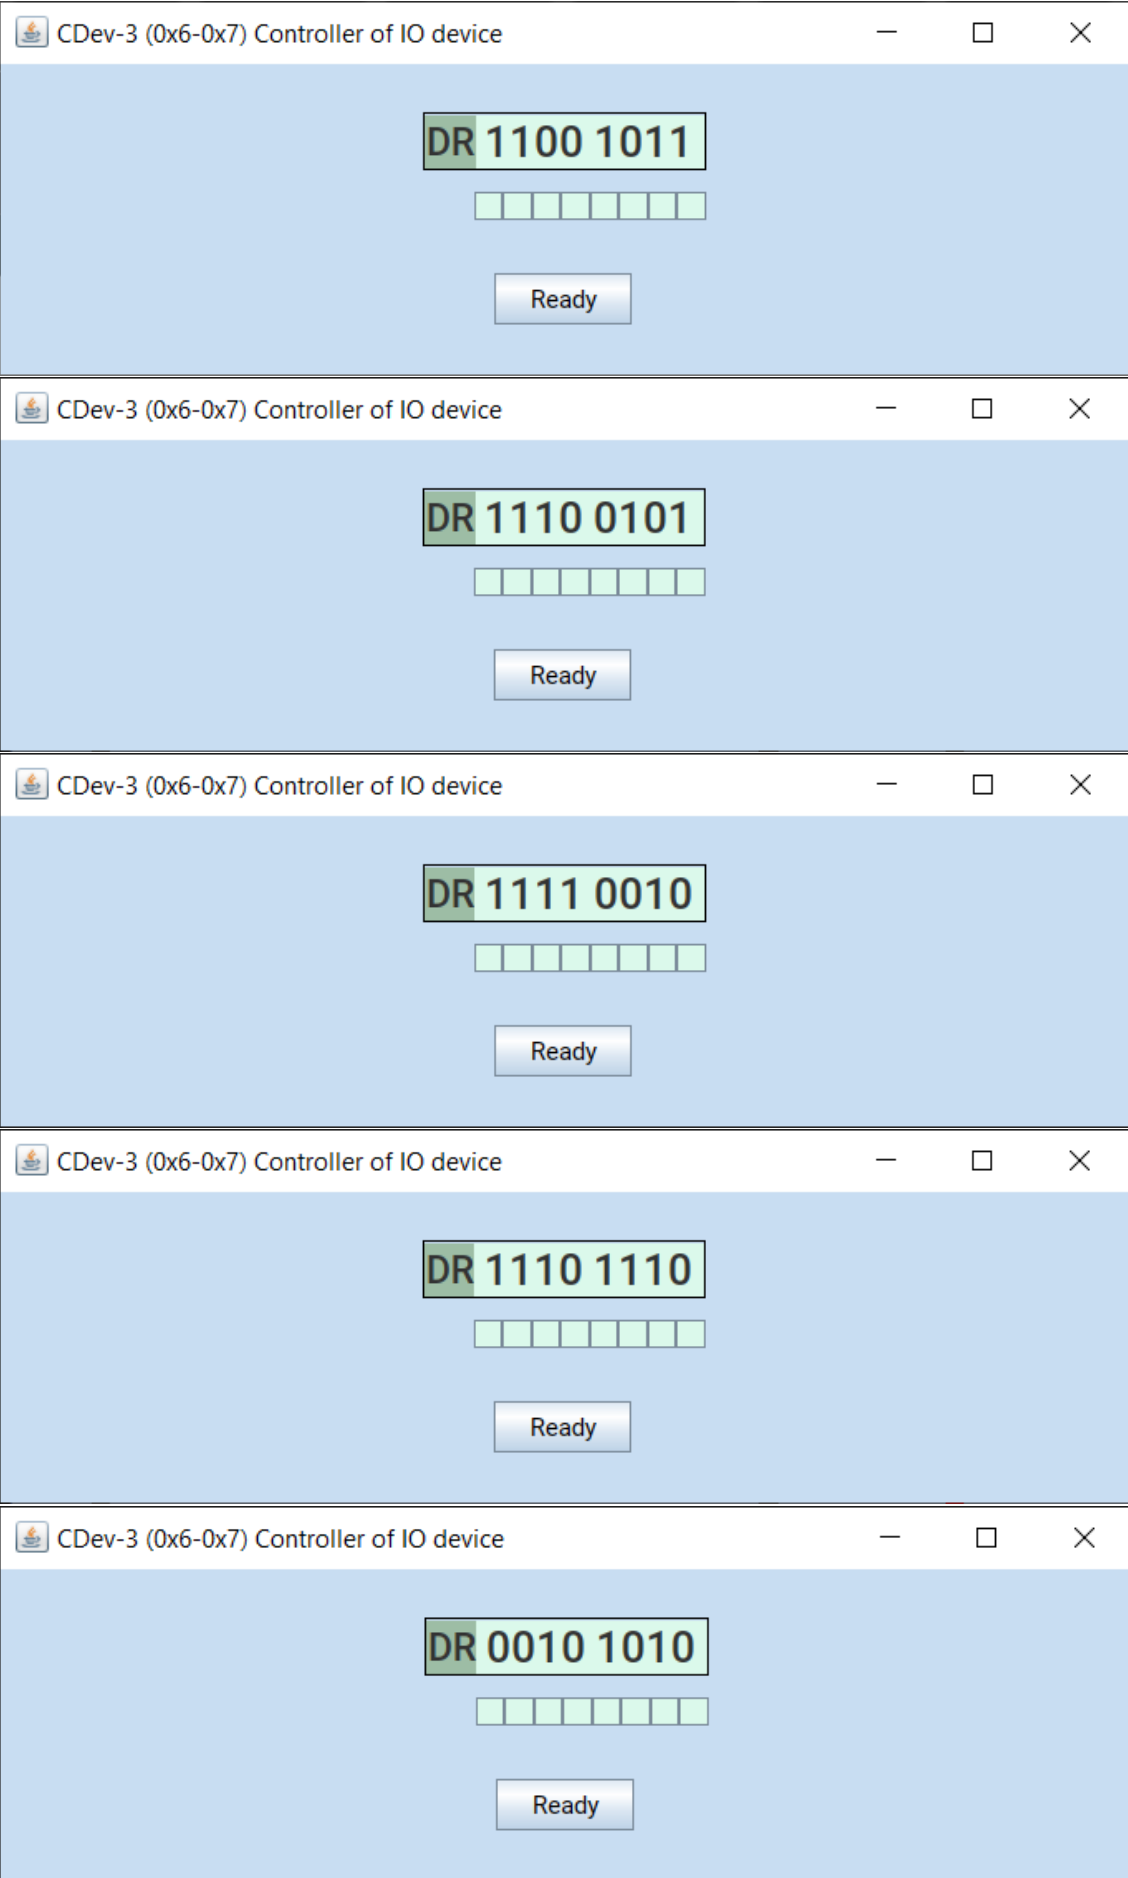 CDev-3 (0x6-0x7) Controller of IO device
DR 1100 1011
Ready
CDev-3 (0x6-0x7) Controller of IO device
DR 1110 0101
Ready
CDev-3 (0x6-0x7) Controller of IO device
DR 1111 0010
Ready
CDev-3 (0x6-0x7) Controller of IO device
DR 1110 1110
Ready
CDev-3 (0x6-0x7) Controller of IO device
DR 0010 1010
Ready